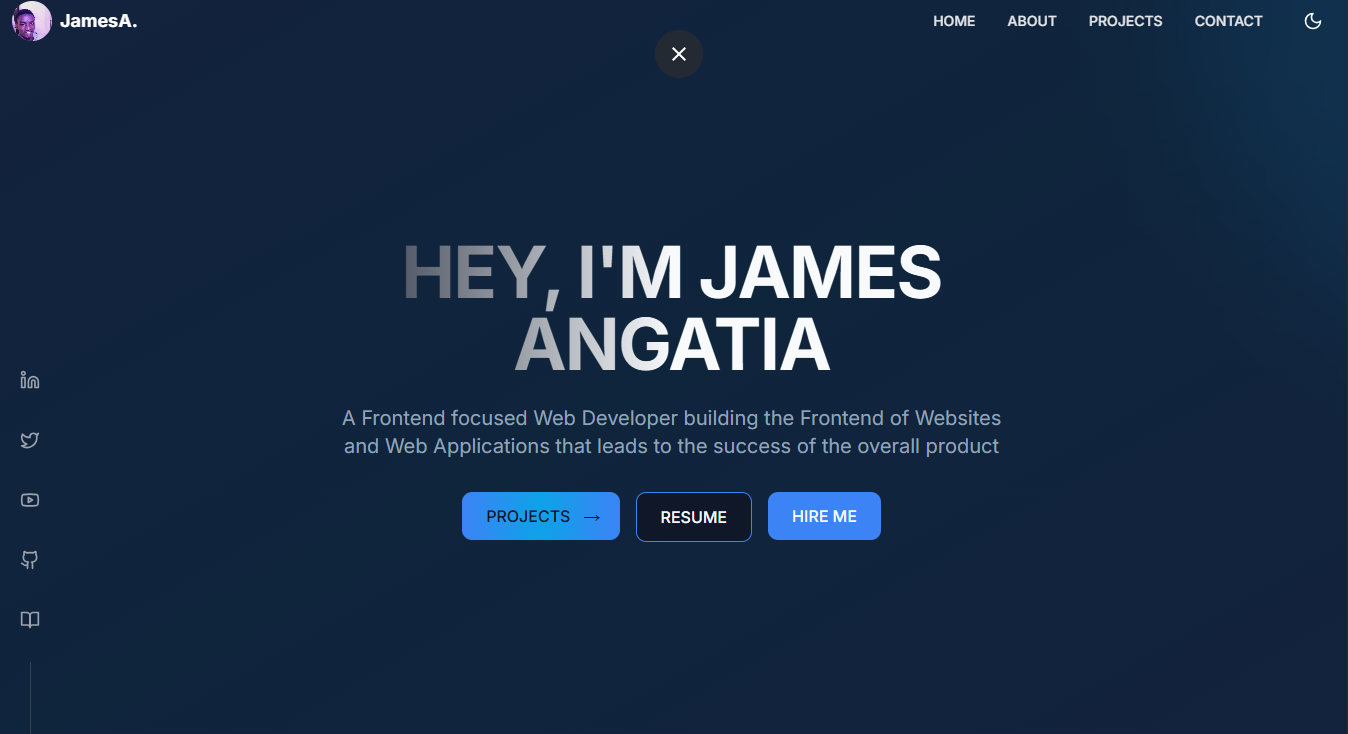 JamesA.
HOME
ABOUT
PROJECTS
CONTACT
HEY, I'M JAMES
ANGATIA
A Frontend focused Web Developer building the Frontend of Websites
and Web Applications that leads to the success of the overall product
PROJECTS →
RESUME
HIRE ME